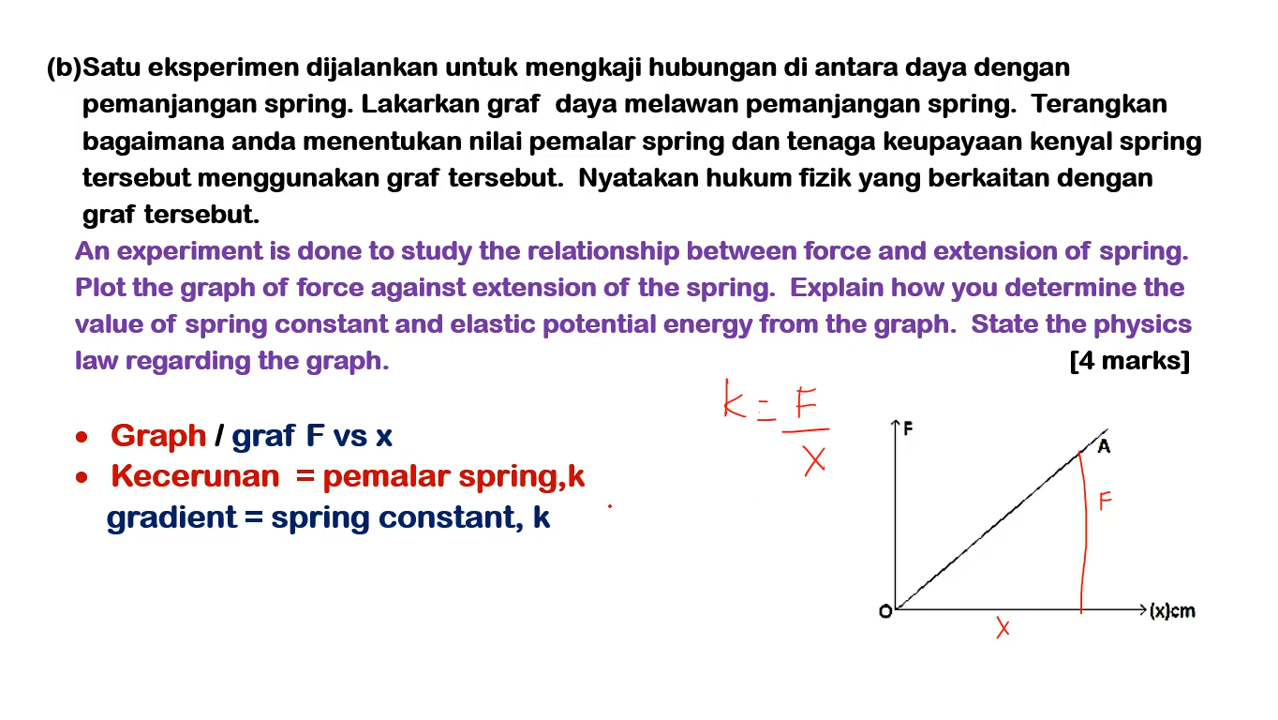 (b)Satu eksperimen dijalankan untuk mengkaji hubungan di antara daya dengan
pemanjangan spring. Lakarkan graf daya melawan pemanjangan spring. Terangkan
bagaimana anda menentukan nilai pemalar spring dan tenaga keupayaan kenyal spring
tersebut menggunakan graf tersebut. Nyatakan hukum fizik yang berkaitan dengan
graf tersebut.
An experiment is done to study the relationship between force and extension of spring.
Plot the graph of force against extension of the spring. Explain how you determine the
value of spring constant and elastic potential energy from the graph. State the physics
law regarding the graph. [4 marks]
k = F
x
• Graph / graf F vs x
• Kecerunan = pemalar spring,k
gradient = spring constant, k
F
A
F
O
(x)cm
x